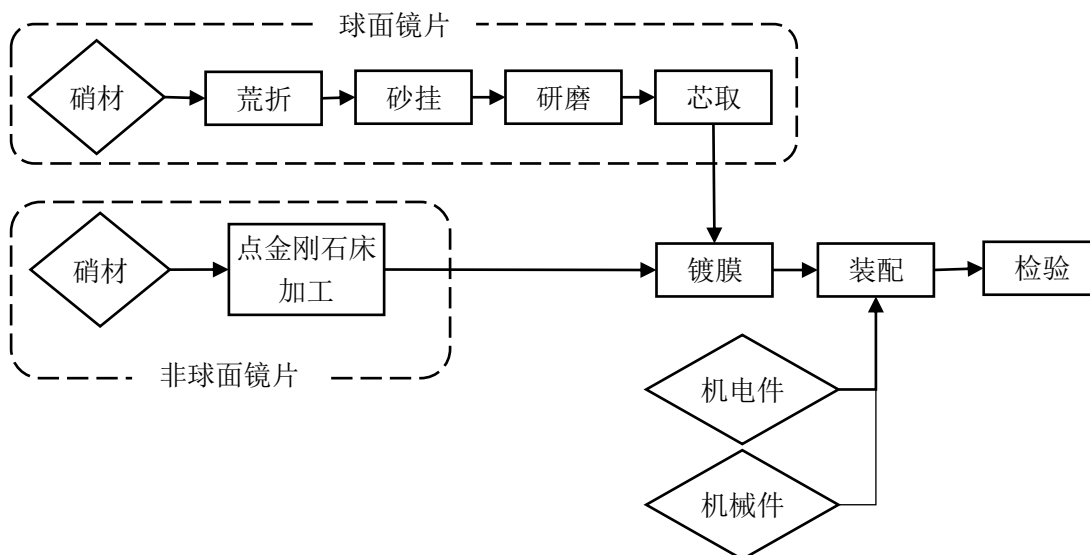 球面镜片
硝材
荒折
砂挂
研磨
芯取
硝材
点金刚石床
加工
镀膜
装配
检验
非球面镜片
机电件
机械件